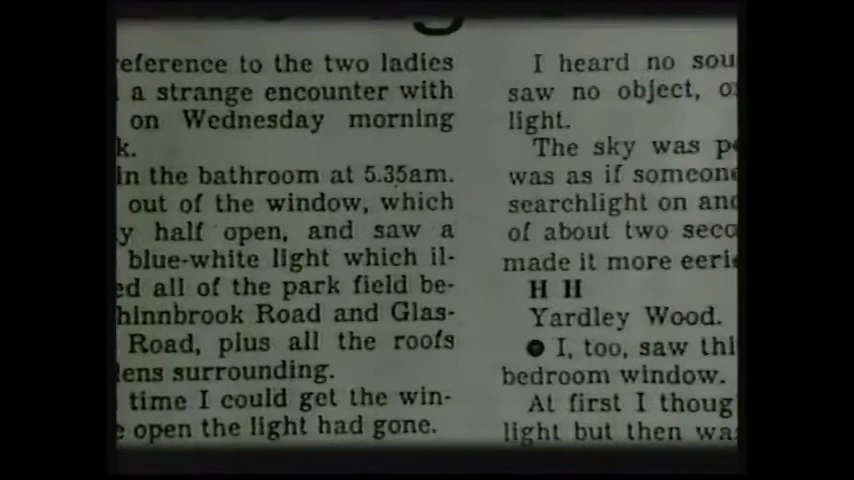 eference to the two ladies
a strange encounter with
on Wednesday morning
k.
in the bathroom at 5.35am.
out of the window, which
y half open, and saw a
blue-white light which il-
ed all of the park field be-
hinnbrook Road and Glas-
Road, plus all the roofs
ens surrounding.
time I could get the win-
e open the light had gone.
I heard no sou
saw no object, o
light.
The sky was p
was as if someone
searchlight on and
of about two seco
made it more eeri
H H
Yardley Wood.
● I, too, saw thi
bedroom window.
At first I thoug
light but then wa